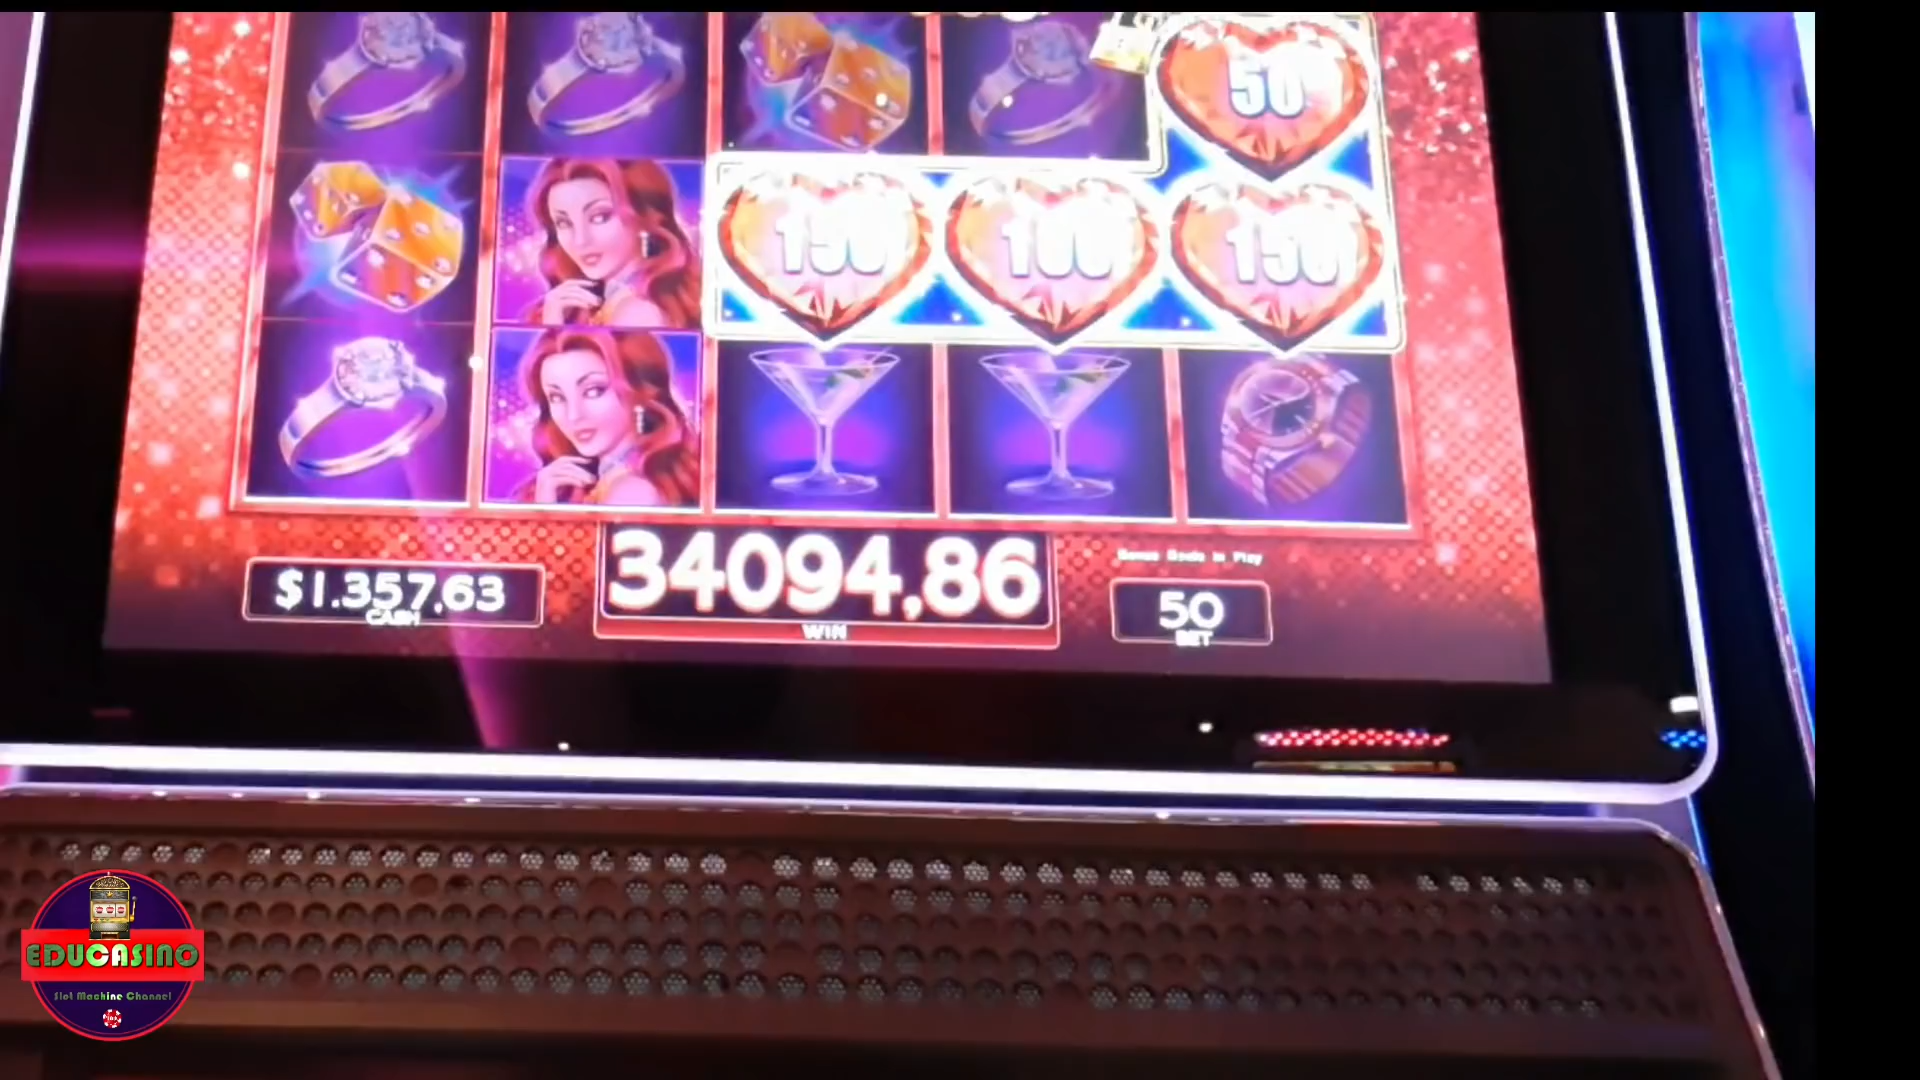 50
150
100
150
34094,86
WIN
$1.357,63
CASH
50
BET
EDUCASINO
Slot Machine Channel